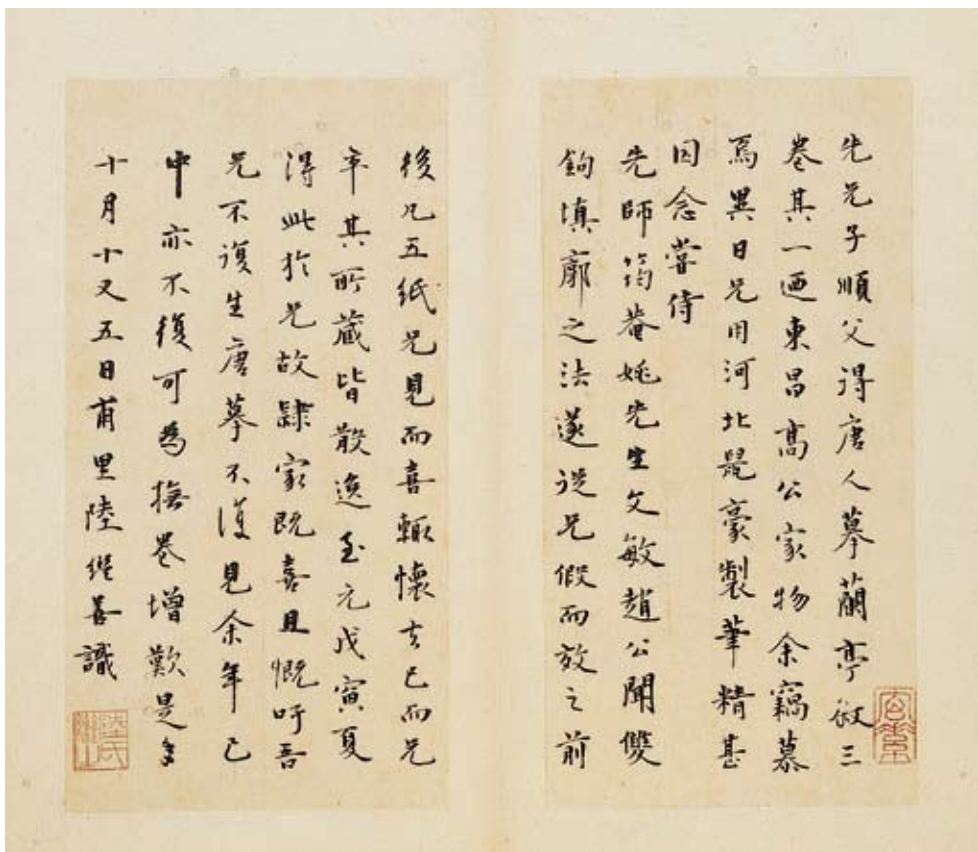 先兄子順父得唐人摹蘭亭敘三
卷其一迺東昌高公家物余竊慕
焉異日兄用河北鼠豪製筆精甚
因念嘗侍
先師筠菴姚先生文敏趙公聞雙
鉤填廓之法遂從兄假而放之前
後凡五紙兄見而喜輒懷去已而兄
卒其所藏皆散逸至元戊寅夏
得此於兄故隸家既喜且慨吁吾
兄不復生唐摹不復見余年已
中亦不復可為撫卷增歎是年
十月十又五日甫里陸繼善識